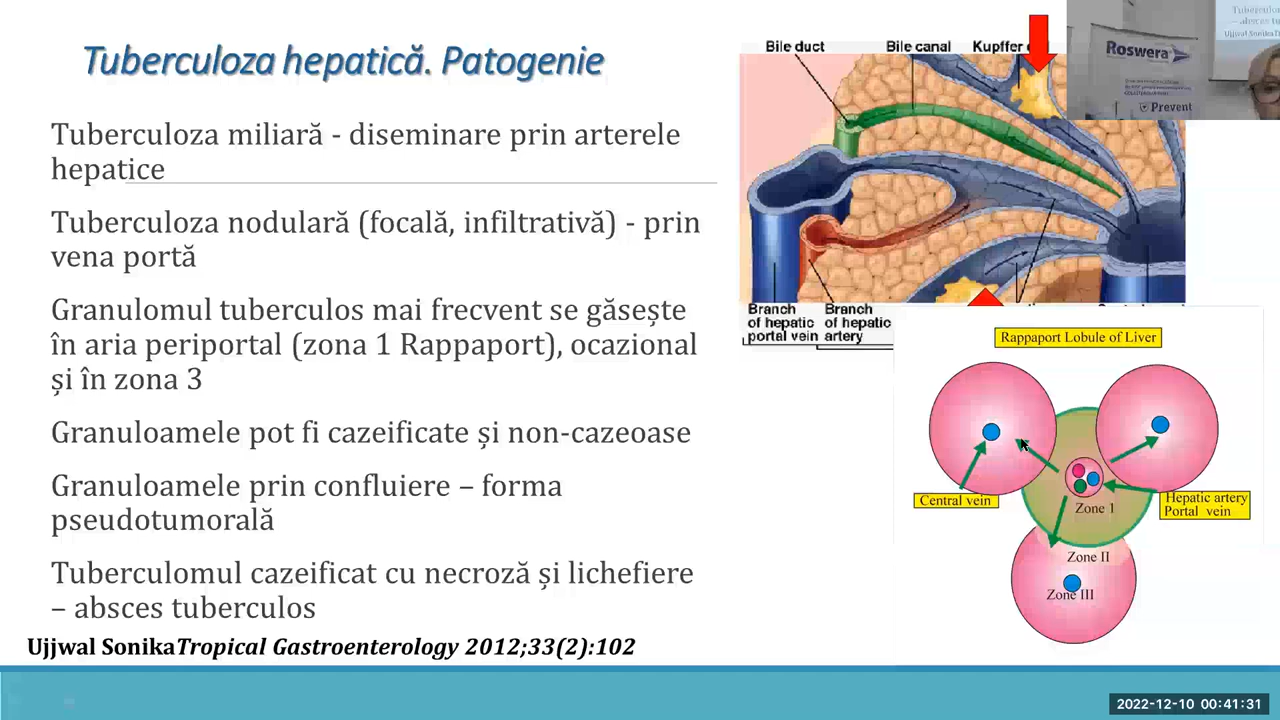 Tuberculoza hepatică. Patogenie
Tuberculoza miliară - diseminare prin arterele
hepatice
Tuberculoza nodulară (focală, infiltrativă) - prin
vena portă
Granulomul tuberculos mai frecvent se găsește
în aria periportal (zona 1 Rappaport), ocazional
și în zona 3
Granuloamele pot fi cazeificate și non-cazeoase
Granuloamele prin confluiere – forma
pseudotumorală
Tuberculomul cazeificat cu necroză și lichefiere
– absces tuberculos
Ujjwal SonikaTropical Gastroenterology 2012;33(2):102
Bile duct
Bile canal
Kupffer
Branch
of hepatic
portal vein
Branch
of hepatic
artery
Rappaport Lobule of Liver
Central vein
Hepatic artery
Portal vein
Zone 1
Zone II
Zone III
Roswera
Prevent
– absces tu
2022-12-10 00:41:31